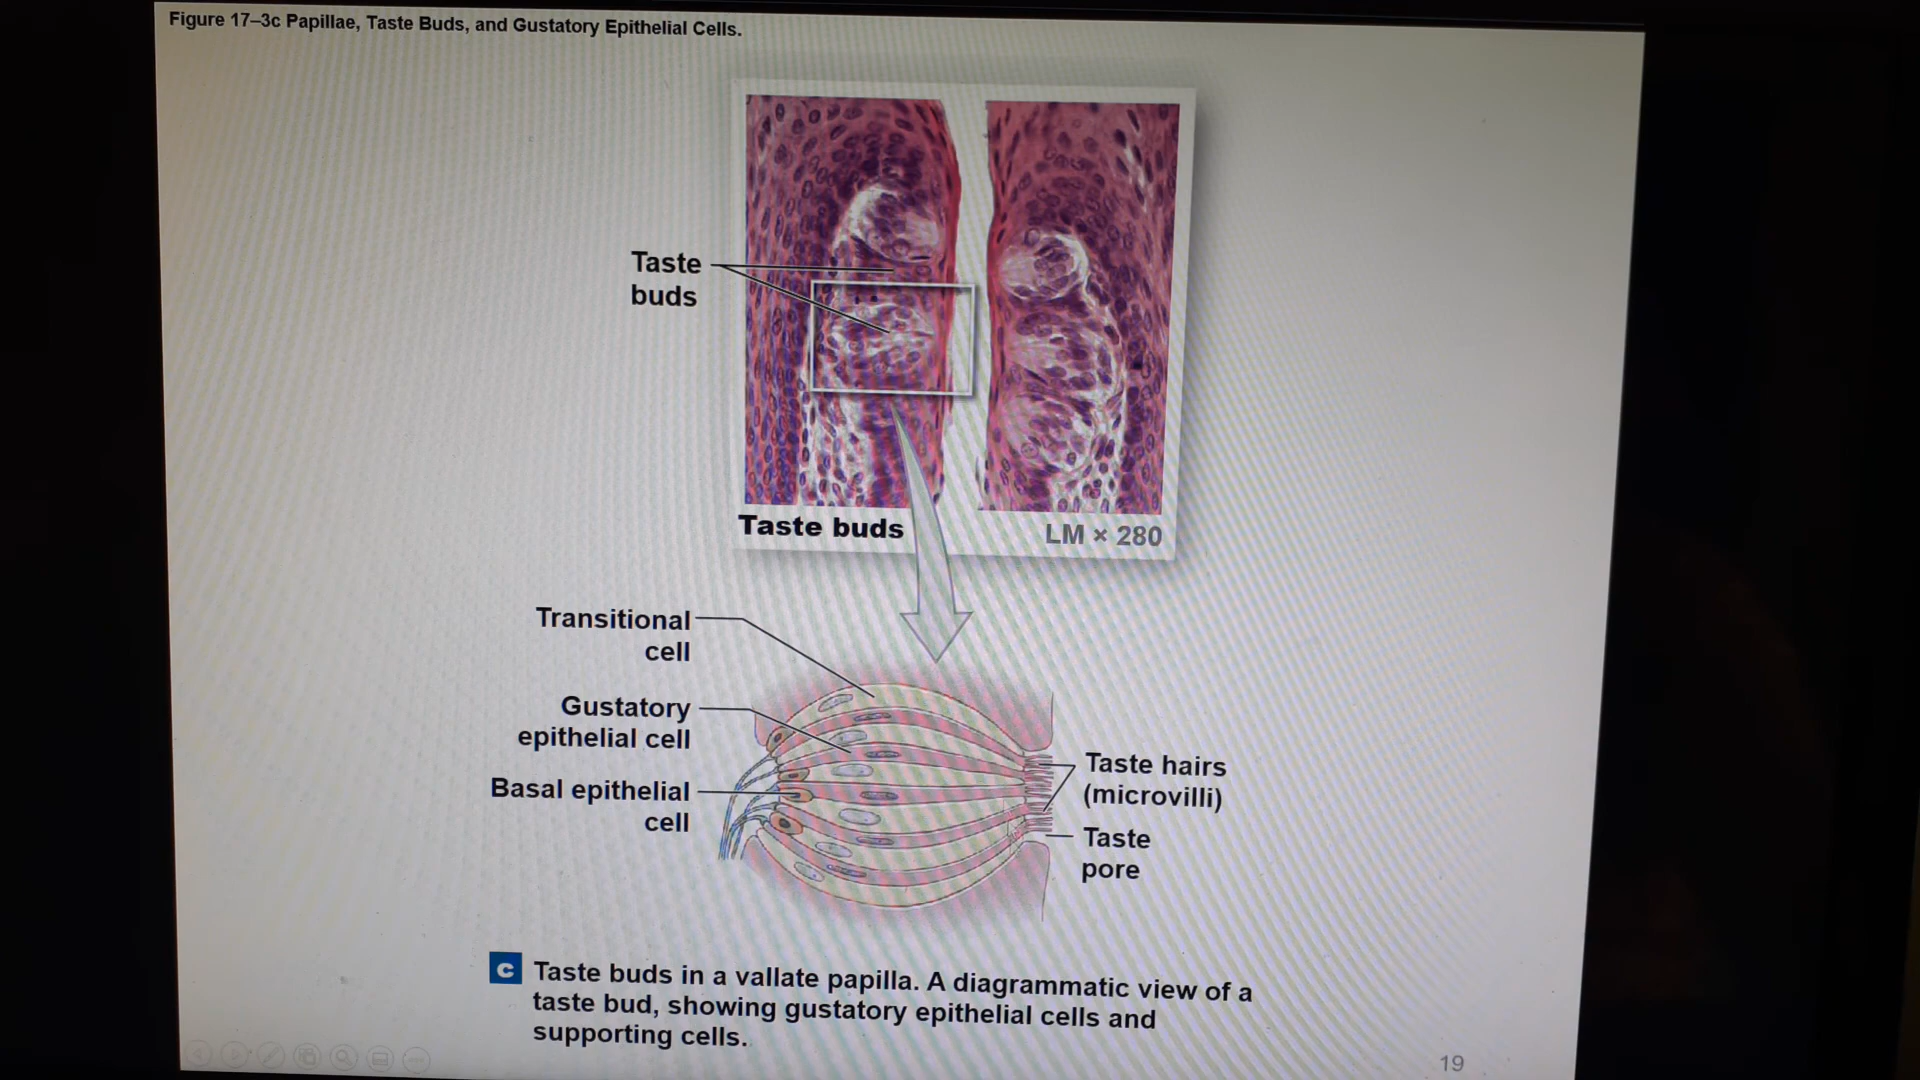 Figure 17–3c Papillae, Taste Buds, and Gustatory Epithelial Cells.
Taste
buds
Taste buds
LM × 280
Transitional
cell
Gustatory
epithelial cell
Basal epithelial
cell
Taste hairs
(microvilli)
Taste
pore
c Taste buds in a vallate papilla. A diagrammatic view of a
taste bud, showing gustatory epithelial cells and
supporting cells.
19